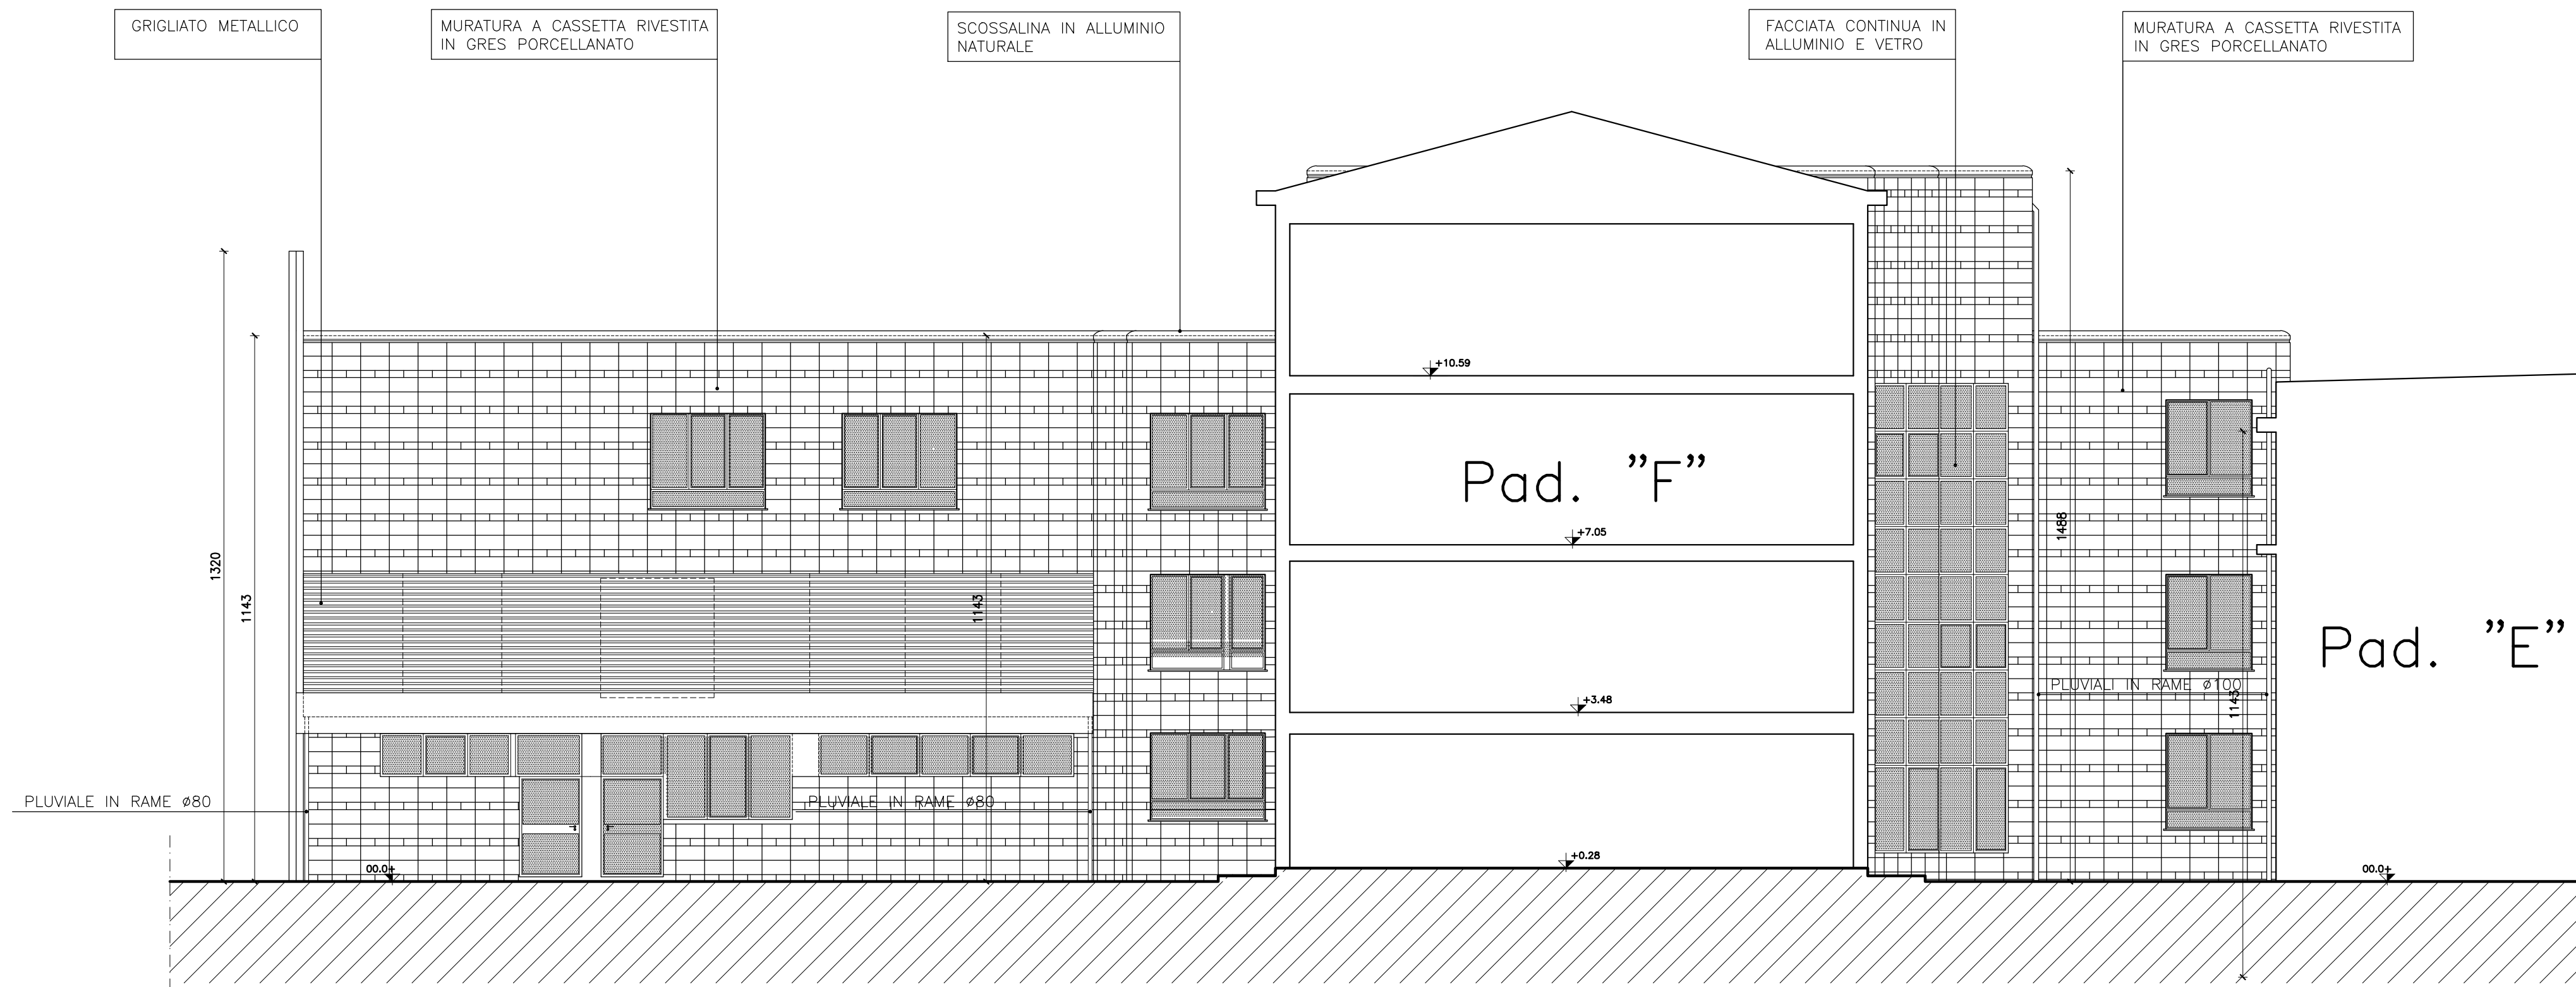 GRIGLIATO METALLICO
MURATURA A CASSETTA RIVESTITA
IN GRES PORCELLANATO
SCOSSALINA IN ALLUMINIO
NATURALE
FACCIATA CONTINUA IN
ALLUMINIO E VETRO
MURATURA A CASSETTA RIVESTITA
IN GRES PORCELLANATO
+10.59
Pad. "F"
+7.05
1488
1320
1143
1143
Pad. "E"
PLUVIALI IN RAME ø100
1143
+3.48
PLUVIALE IN RAME ø80
PLUVIALE IN RAME ø80
+0.28
00.0+
00.0+